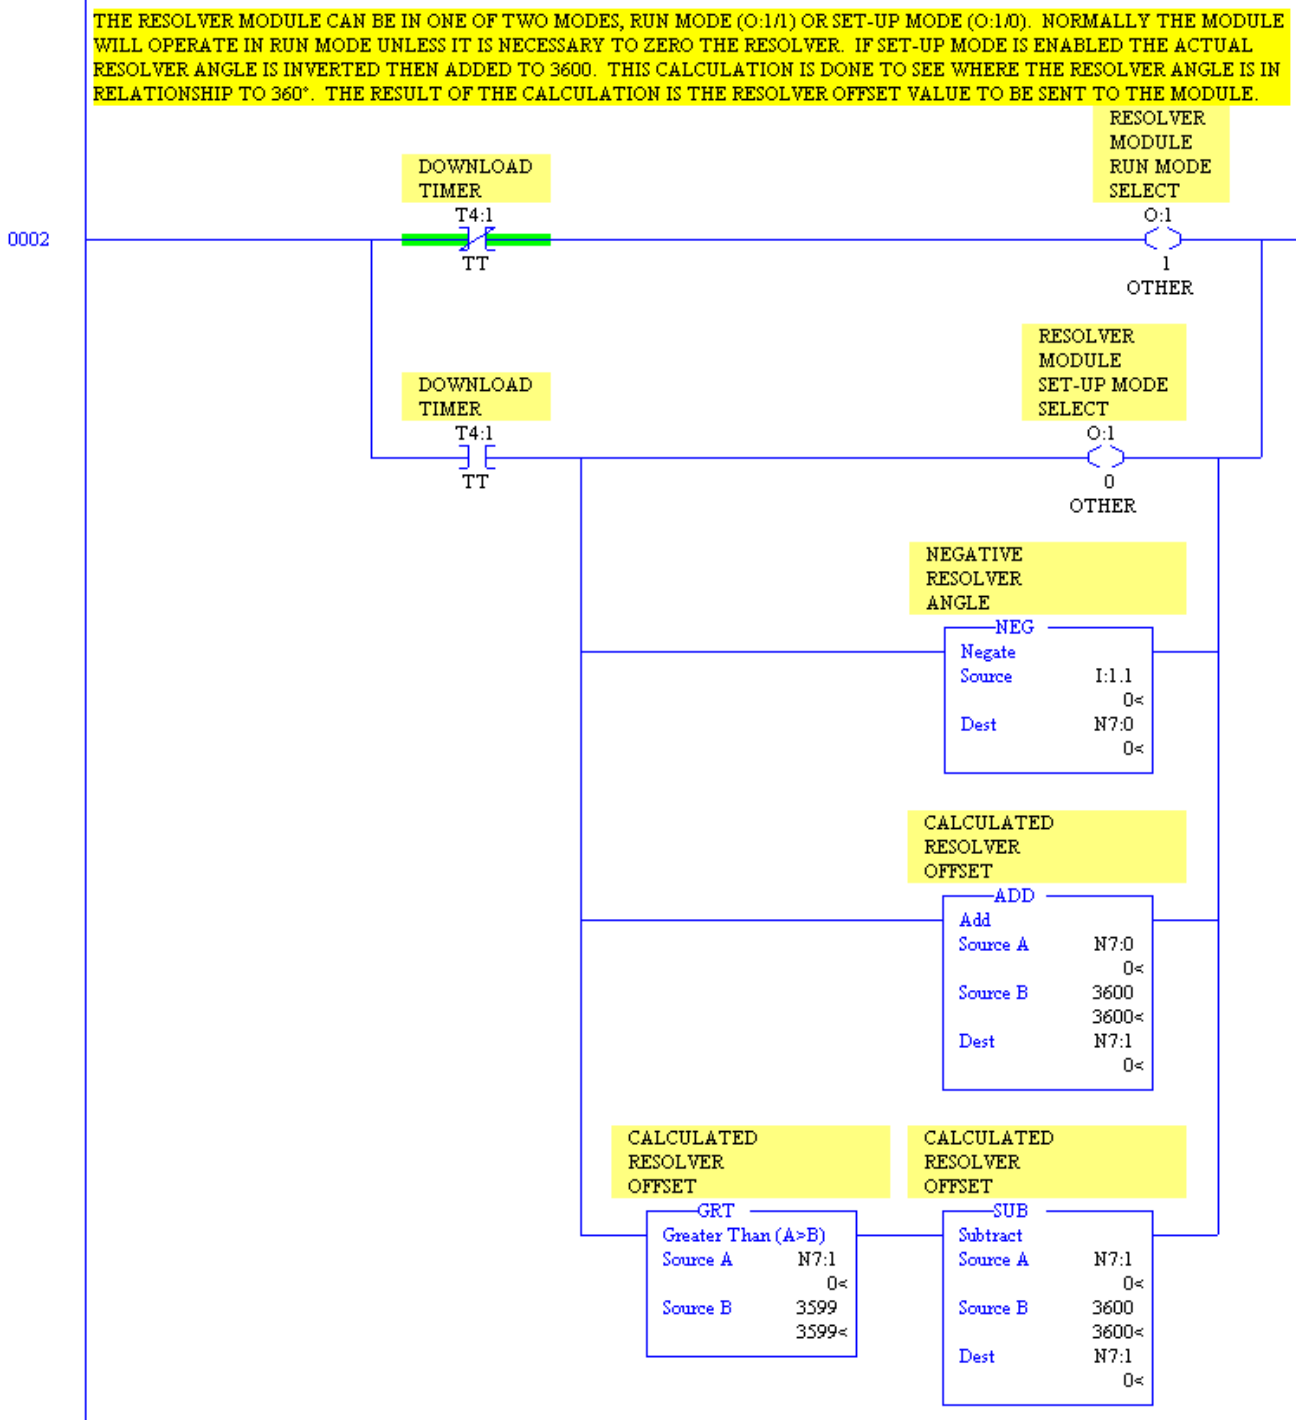 THE RESOLVER MODULE CAN BE IN ONE OF TWO MODES, RUN MODE (O:1/1) OR SET-UP MODE (O:1/0). NORMALLY THE MODULE
WILL OPERATE IN RUN MODE UNLESS IT IS NECESSARY TO ZERO THE RESOLVER. IF SET-UP MODE IS ENABLED THE ACTUAL
RESOLVER ANGLE IS INVERTED THEN ADDED TO 3600. THIS CALCULATION IS DONE TO SEE WHERE THE RESOLVER ANGLE IS IN
RELATIONSHIP TO 360°. THE RESULT OF THE CALCULATION IS THE RESOLVER OFFSET VALUE TO BE SENT TO THE MODULE.
RESOLVER
MODULE
RUN MODE
SELECT
O:1
1
OTHER
DOWNLOAD
TIMER
T4:1
TT
0002
RESOLVER
MODULE
SET-UP MODE
SELECT
O:1
0
OTHER
DOWNLOAD
TIMER
T4:1
TT
NEGATIVE
RESOLVER
ANGLE
NEG
Negate
Source I:1.1
0<
Dest N7:0
0<
CALCULATED
RESOLVER
OFFSET
ADD
Add
Source A N7:0
0<
Source B 3600
3600<
Dest N7:1
0<
CALCULATED
RESOLVER
OFFSET
GRT
Greater Than (A>B)
Source A N7:1
0<
Source B 3599
3599<
CALCULATED
RESOLVER
OFFSET
SUB
Subtract
Source A N7:1
0<
Source B 3600
3600<
Dest N7:1
0<